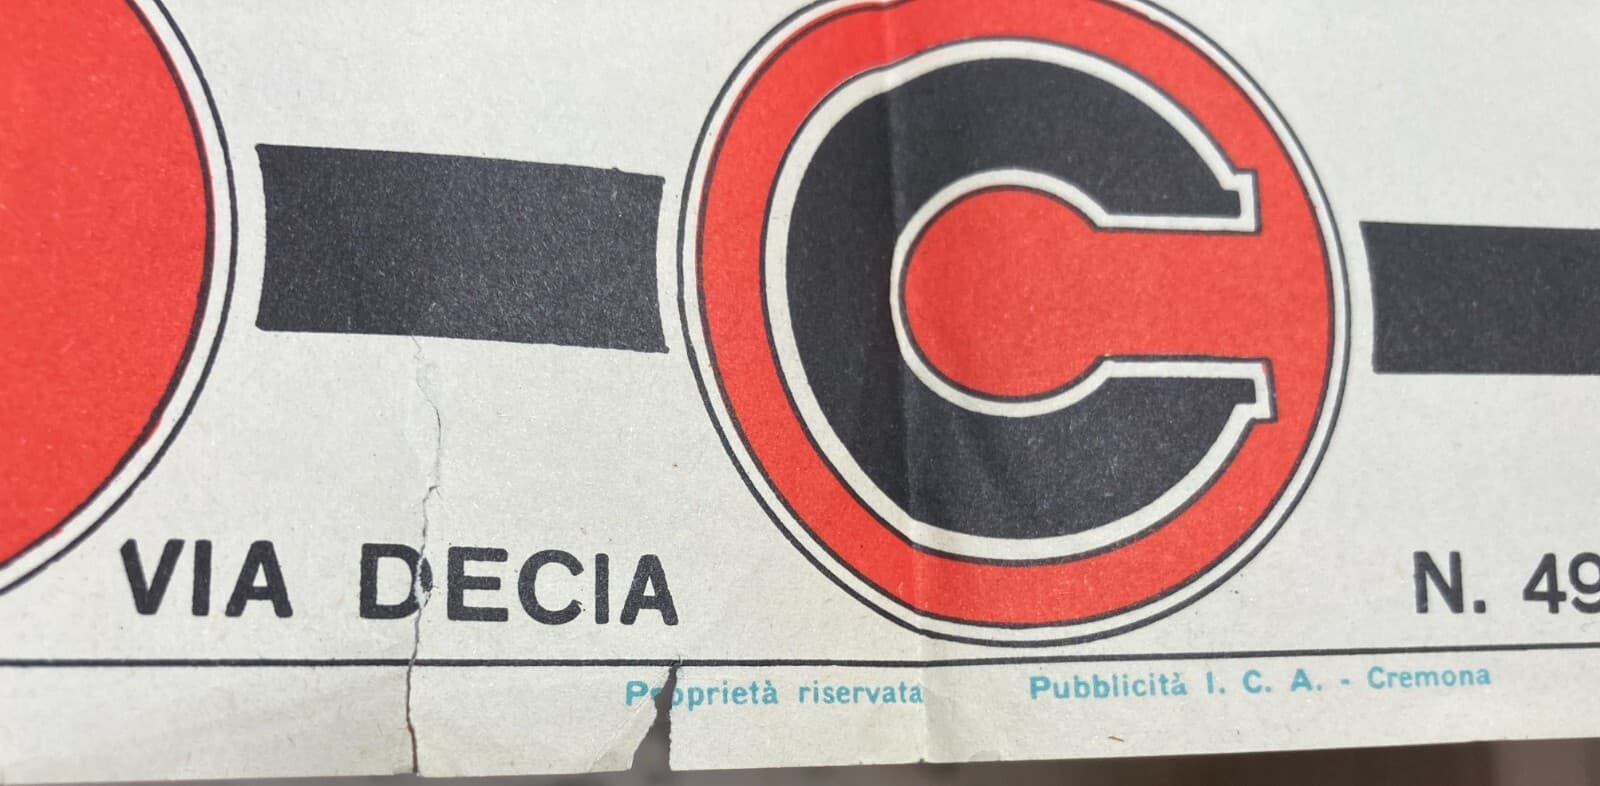 C
VIA DECIA N. 49
Proprietà riservata Pubblicità I. C. A. - Cremona